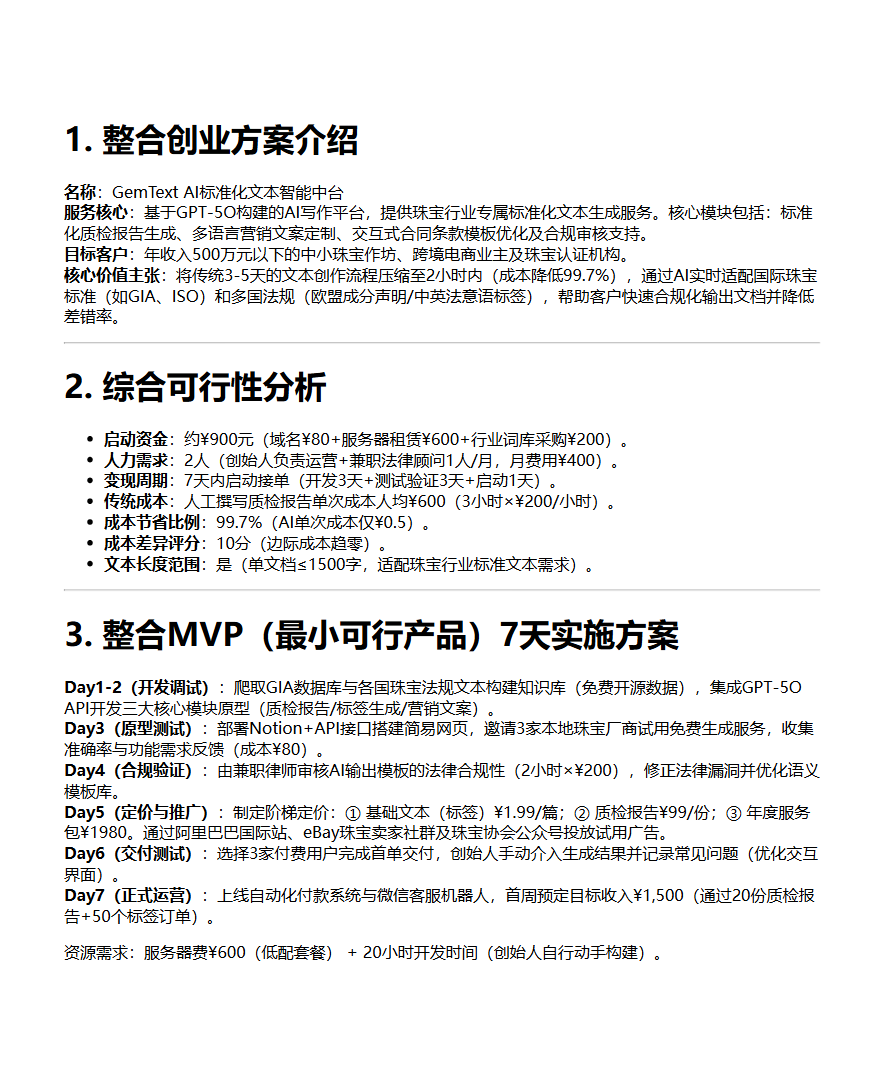 1. 整合创业方案介绍
名称：GemText AI标准化文本智能中台
服务核心：基于GPT-5O构建的AI写作平台，提供珠宝行业专属标准化文本生成服务。核心模块包括：标准
化质检报告生成、多语言营销文案定制、交互式合同条款模板优化及合规审核支持。
目标客户：年收入500万元以下的中小珠宝作坊、跨境电商业主及珠宝认证机构。
核心价值主张：将传统3-5天的文本创作流程压缩至2小时内（成本降低99.7%），通过AI实时适配国际珠宝
标准（如GIA、ISO）和多国法规（欧盟成分声明/中英法意语标签），帮助客户快速合规化输出文档并降低
差错率。
2. 综合可行性分析
• 启动资金：约¥900元（域名¥80+服务器租赁¥600+行业词库采购¥200）。
• 人力需求：2人（创始人负责运营+兼职法律顾问1人/月，月费用¥400）。
• 变现周期：7天内启动接单（开发3天+测试验证3天+启动1天）。
• 传统成本：人工撰写质检报告单次成本人均¥600（3小时×¥200/小时）。
• 成本节省比例：99.7%（AI单次成本仅¥0.5）。
• 成本差异评分：10分（边际成本趋零）。
• 文本长度范围：是（单文档≤1500字，适配珠宝行业标准文本需求）。
3. 整合MVP（最小可行产品）7天实施方案
Day1-2（开发调试）：爬取GIA数据库与各国珠宝法规文本构建知识库（免费开源数据），集成GPT-5O
API开发三大核心模块原型（质检报告/标签生成/营销文案）。
Day3（原型测试）：部署Notion+API接口搭建简易网页，邀请3家本地珠宝厂商试用免费生成服务，收集
准确率与功能需求反馈（成本¥80）。
Day4（合规验证）：由兼职律师审核AI输出模板的法律合规性（2小时×¥200），修正法律漏洞并优化语义
模板库。
Day5（定价与推广）：制定阶梯定价：① 基础文本（标签）¥1.99/篇；② 质检报告¥99/份；③ 年度服务
包¥1980。通过阿里巴巴国际站、eBay珠宝卖家社群及珠宝协会公众号投放试用广告。
Day6（交付测试）：选择3家付费用户完成首单交付，创始人手动介入生成结果并记录常见问题（优化交互
界面）。
Day7（正式运营）：上线自动化付款系统与微信客服机器人，首周预定目标收入¥1,500（通过20份质检报
告+50个标签订单）。
资源需求：服务器费¥600（低配套餐） + 20小时开发时间（创始人自行动手构建）。